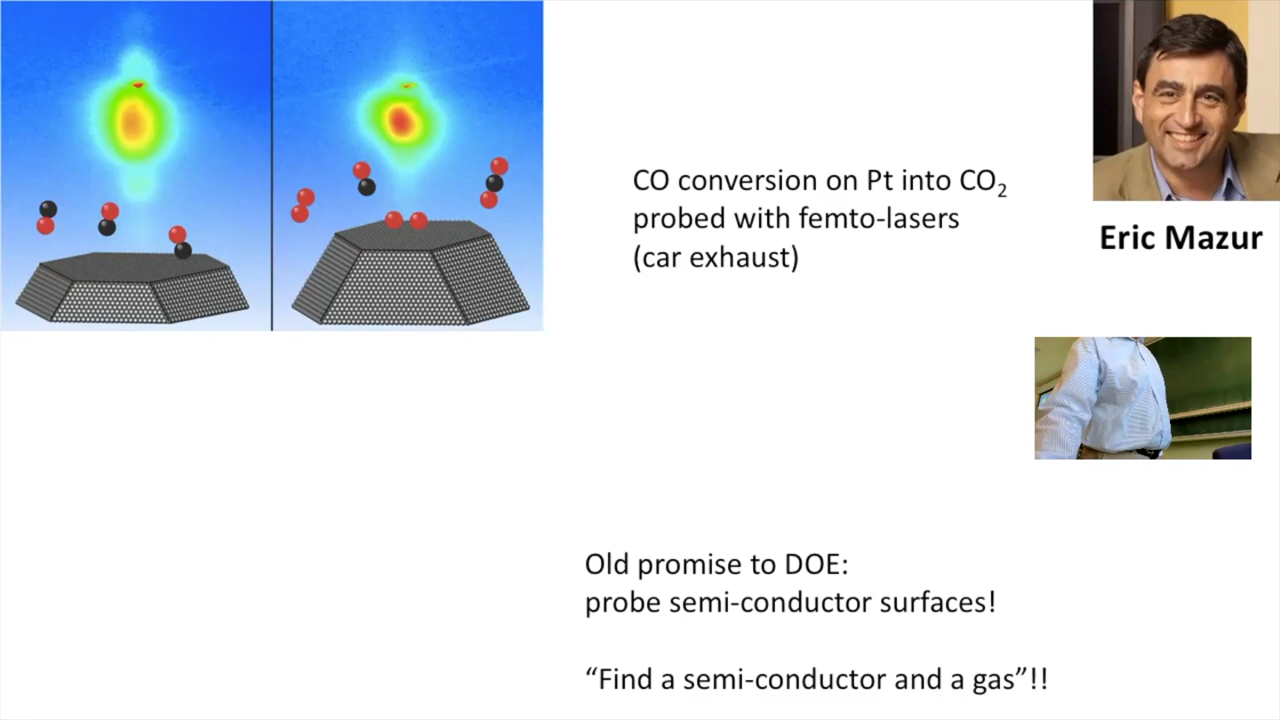 CO conversion on Pt into CO₂
probed with femto-lasers
(car exhaust)
Eric Mazur
Old promise to DOE:
probe semi-conductor surfaces!
“Find a semi-conductor and a gas”!!